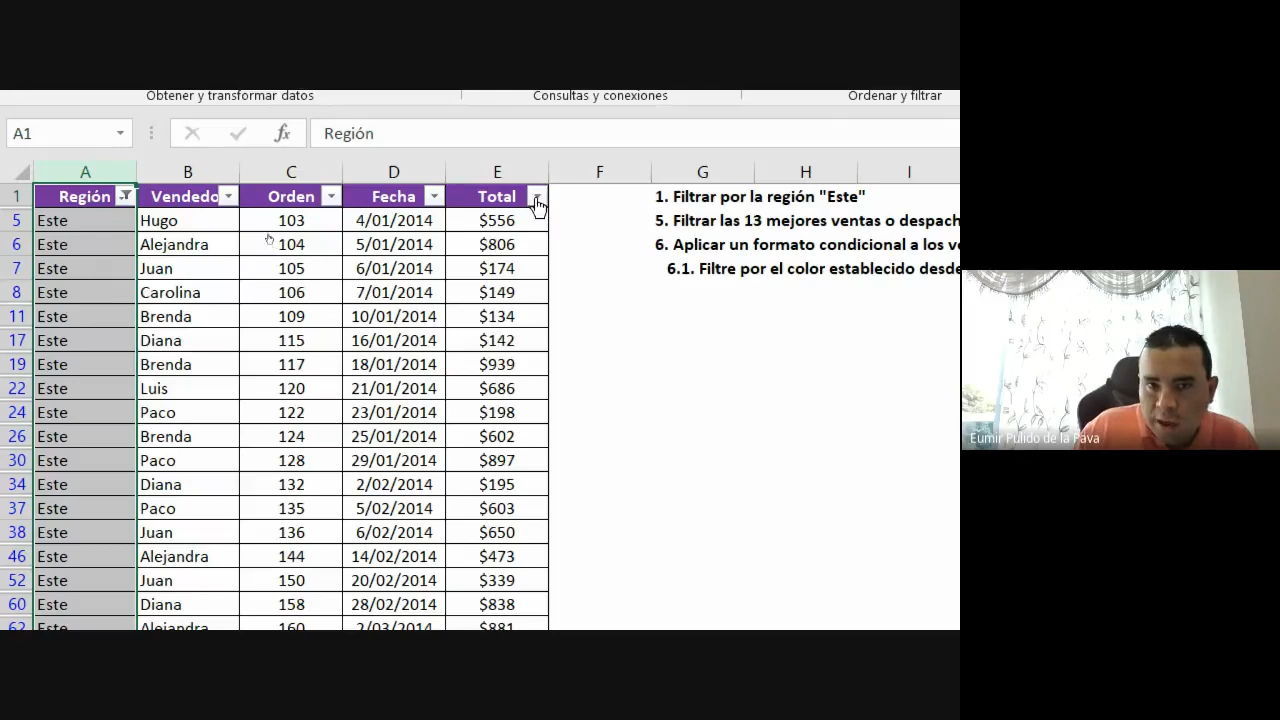 Obtener y transformar datos Consultas y conexiones Ordenar y filtrar
A1 fx Región
A B C D E F G H I
1 Región Vendedo Orden Fecha Total 1. Filtrar por la región "Este"
5 Este Hugo 103 4/01/2014 $556 5. Filtrar las 13 mejores ventas o despach
6 Este Alejandra 104 5/01/2014 $806 6. Aplicar un formato condicional a los ve
7 Este Juan 105 6/01/2014 $174 6.1. Filtre por el color establecido desde
8 Este Carolina 106 7/01/2014 $149
11 Este Brenda 109 10/01/2014 $134
17 Este Diana 115 16/01/2014 $142
19 Este Brenda 117 18/01/2014 $939
22 Este Luis 120 21/01/2014 $686
24 Este Paco 122 23/01/2014 $198
26 Este Brenda 124 25/01/2014 $602
30 Este Paco 128 29/01/2014 $897
34 Este Diana 132 2/02/2014 $195
37 Este Paco 135 5/02/2014 $603
38 Este Juan 136 6/02/2014 $650
46 Este Alejandra 144 14/02/2014 $473
52 Este Juan 150 20/02/2014 $339
60 Este Diana 158 28/02/2014 $838
62 Este Alejandra 160 2/03/2014 $881
Eumir Pulido de la Pava